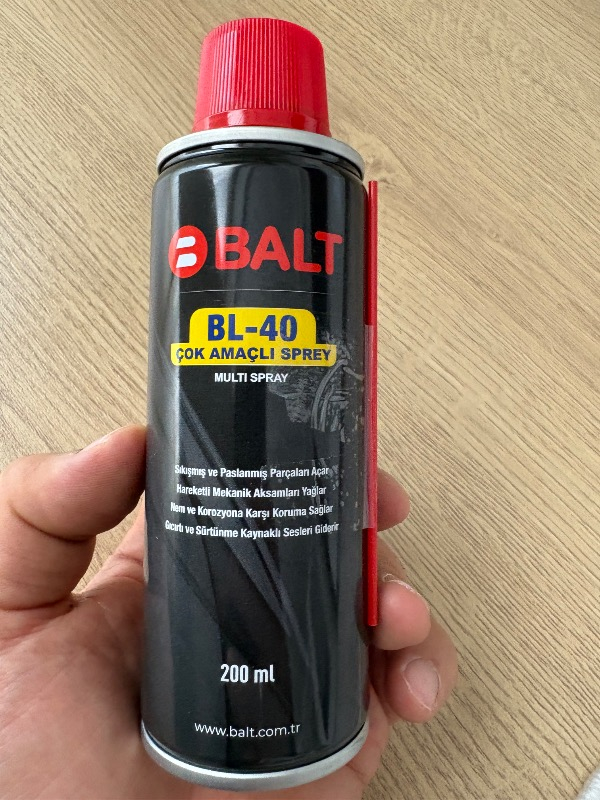 BALT
BL-40
ÇOK AMAÇLI SPREY
MULTI SPRAY
Sıkışmış ve Paslanmış Parçaları Açar
Hareketli Mekanik Aksamları Yağlar
Nem ve Korozyona Karşı Koruma Sağlar
Gıcırtı ve Sürtünme Kaynaklı Sesleri Giderir
200 ml
www.balt.com.tr